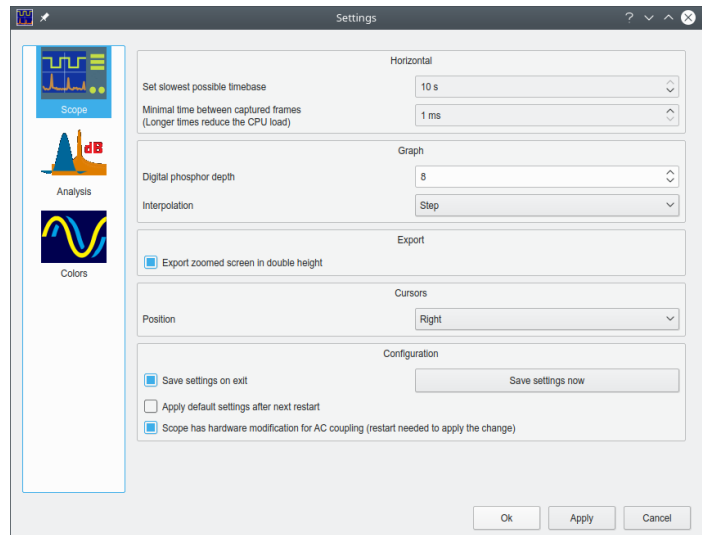 Settings
Scope
dB
Analysis
Colors
Horizontal
Set slowest possible timebase
10 s
Minimal time between captured frames
(Longer times reduce the CPU load)
1 ms
Graph
Digital phosphor depth
8
Interpolation
Step
Export
Export zoomed screen in double height
Cursors
Position
Right
Configuration
Save settings on exit
Save settings now
Apply default settings after next restart
Scope has hardware modification for AC coupling (restart needed to apply the change)
Ok
Apply
Cancel